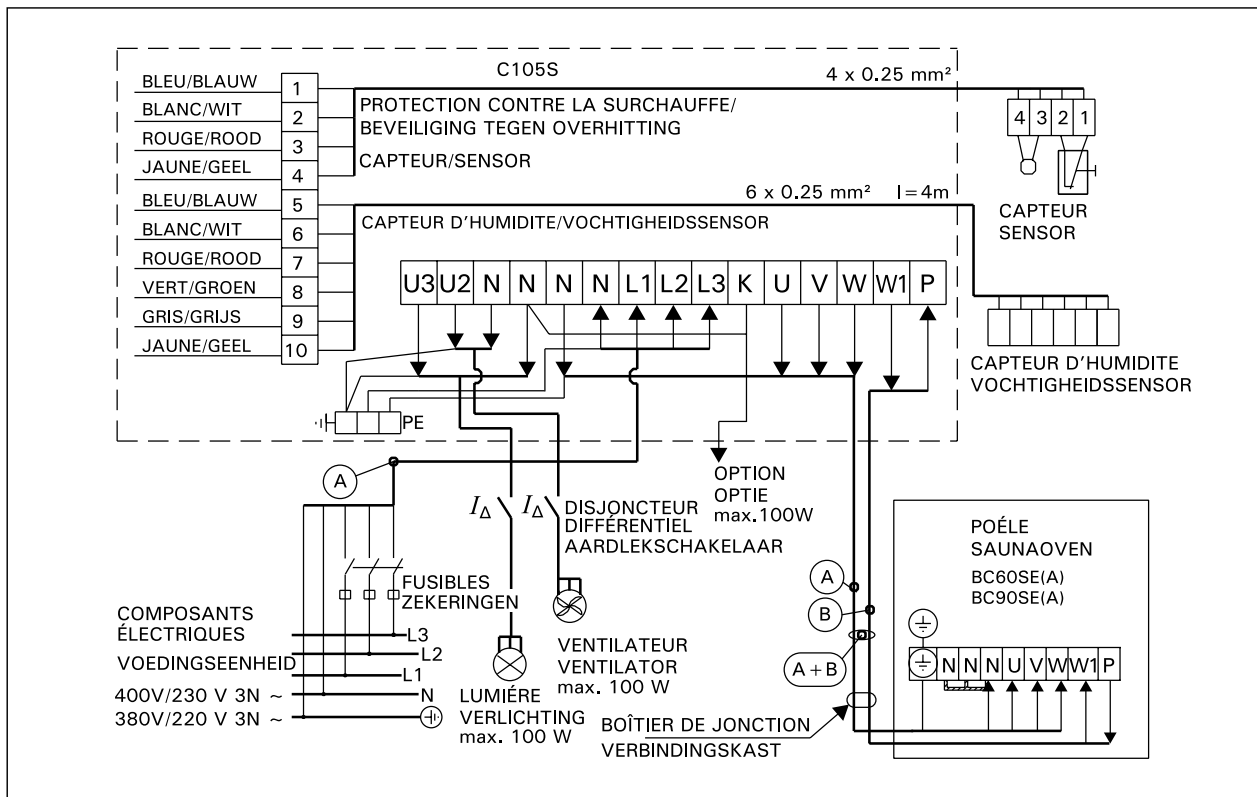 C105S
4 x 0.25 mm²
BLEU/BLAUW 1
BLANC/WIT 2
ROUGE/ROOD 3
JAUNE/GEEL 4
BLEU/BLAUW 5
BLANC/WIT 6
ROUGE/ROOD 7
VERT/GROEN 8
GRIS/GRIJS 9
JAUNE/GEEL 10
PROTECTION CONTRE LA SURCHAUFFE/
BEVEILIGING TEGEN OVERHITTING
CAPTEUR/SENSOR
4 3 2 1
CAPTEUR
SENSOR
6 x 0.25 mm² l=4m
CAPTEUR D'HUMIDITE/VOCHTIGHEIDSSENSOR
U3 U2 N N N N L1 L2 L3 K U V W W1 P
CAPTEUR D'HUMIDITE
VOCHTIGHEIDSSENSOR
PE
A
OPTION
OPTIE
max.100W
IΔ
IΔ
DISJONCTEUR
DIFFÉRENTIEL
AARDLEKSCHAKELAAR
FUSIBLES
ZEKERINGEN
COMPOSANTS
ÉLECTRIQUES
VOEDINGSEENHEID
400V/230 V 3N ~
380V/220 V 3N ~
L3
L2
L1
N
LUMIÉRE
VERLICHTING
max. 100 W
VENTILATEUR
VENTILATOR
max. 100 W
A
B
A+B
BOÎTIER DE JONCTION
VERBINDINGSKAST
POÉLE
SAUNAOVEN
BC60SE(A)
BC90SE(A)
N N N U V W W1 P